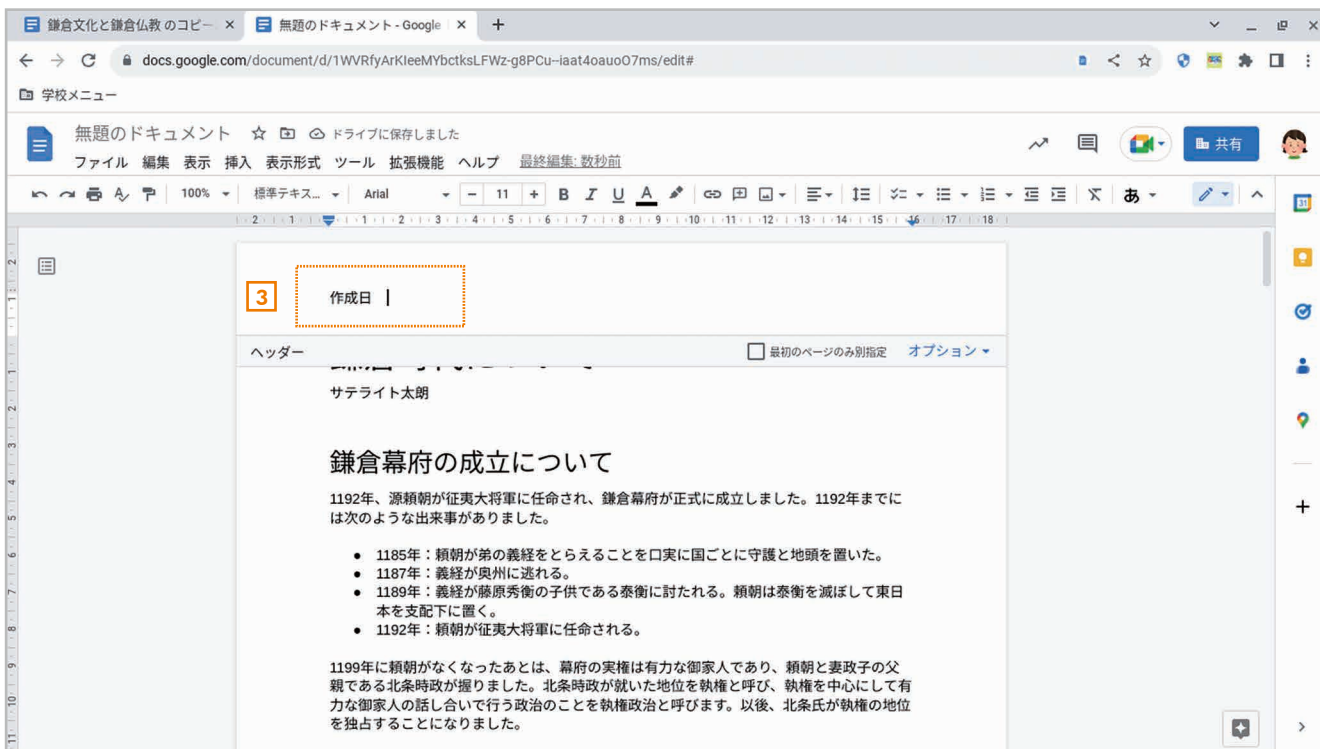 鎌倉文化と鎌倉仏教 のコピー
無題のドキュメント - Google
docs.google.com/document/d/1WVRfyArKIeeMYbctksLFWz-g8PCu--iaat4oauoO7ms/edit#
学校メニュー
無題のドキュメント
ドライブに保存しました
ファイル 編集 表示 挿入 表示形式 ツール 拡張機能 ヘルプ 最終編集: 数秒前
共有
100% 標準テキス... Arial - 11 + B I U A あ
2 1 1 2 3 4 5 6 7 8 9 10 11 12 13 14 15 16 17 18
31
3
作成日
ヘッダー 最初のページのみ別指定 オプション
サテライト太朗
鎌倉幕府の成立について
1192年、源頼朝が征夷大将軍に任命され、鎌倉幕府が正式に成立しました。1192年までに
は次のような出来事がありました。
● 1185年：頼朝が弟の義経をとらえることを口実に国ごとに守護と地頭を置いた。
● 1187年：義経が奥州に逃れる。
● 1189年：義経が藤原秀衡の子供である泰衡に討たれる。頼朝は泰衡を滅ぼして東日
本を支配下に置く。
● 1192年：頼朝が征夷大将軍に任命される。
1199年に頼朝がなくなったあとは、幕府の実権は有力な御家人であり、頼朝と妻政子の父
親である北条時政が握りました。北条時政が就いた地位を執権と呼び、執権を中心にして有
力な御家人の話し合いで行う政治のことを執権政治と呼びます。以後、北条氏が執権の地位
を独占することになりました。